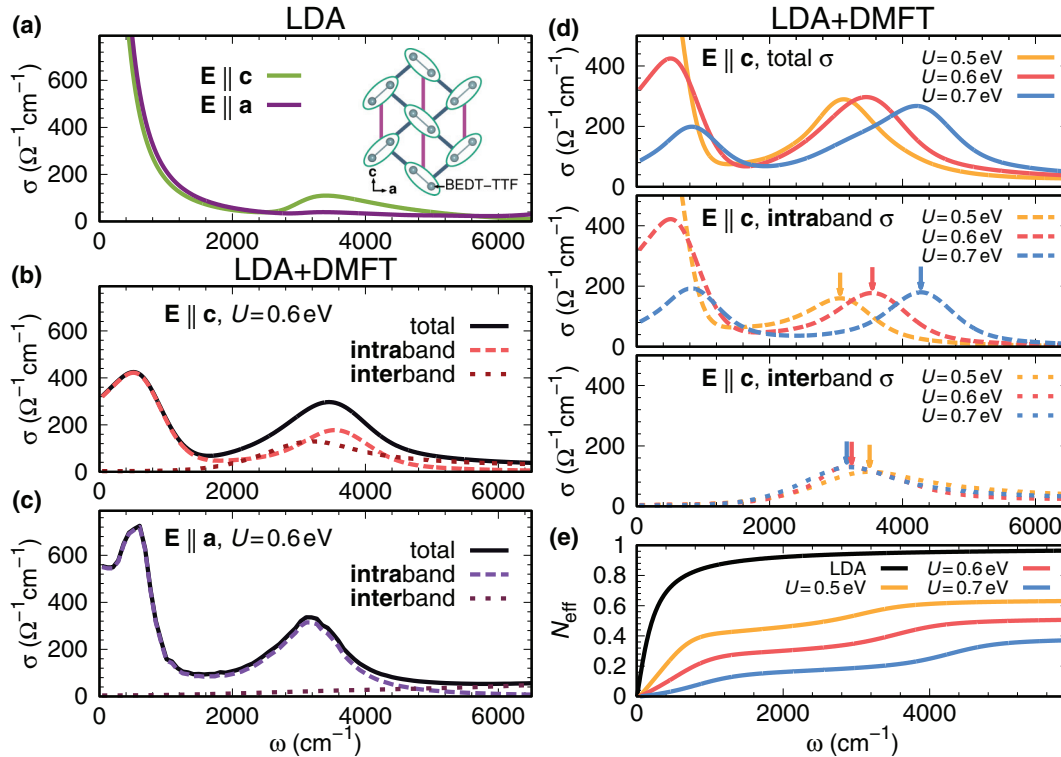 (a) LDA
600
400
200
0
σ (Ω⁻¹cm⁻¹)
E || c
E || a
c
a
BEDT−TTF
0 2000 4000 6000
(b) LDA+DMFT
600
400
200
0
σ (Ω⁻¹cm⁻¹)
E || c, U = 0.6 eV
total
intraband
interband
0 2000 4000 6000
(c)
600
400
200
0
σ (Ω⁻¹cm⁻¹)
E || a, U = 0.6 eV
total
intraband
interband
0 2000 4000 6000
ω (cm⁻¹)
(d) LDA+DMFT
400
200
0
σ (Ω⁻¹cm⁻¹)
E || c, total σ
U = 0.5 eV
U = 0.6 eV
U = 0.7 eV
400
200
0
σ (Ω⁻¹cm⁻¹)
E || c, intraband σ
U = 0.5 eV
U = 0.6 eV
U = 0.7 eV
400
200
0
σ (Ω⁻¹cm⁻¹)
E || c, interband σ
U = 0.5 eV
U = 0.6 eV
U = 0.7 eV
0 2000 4000 6000
(e)
1
0.8
0.6
0.4
0.2
0
Neff
LDA U = 0.6 eV
U = 0.5 eV U = 0.7 eV
0 2000 4000
ω (cm⁻¹)